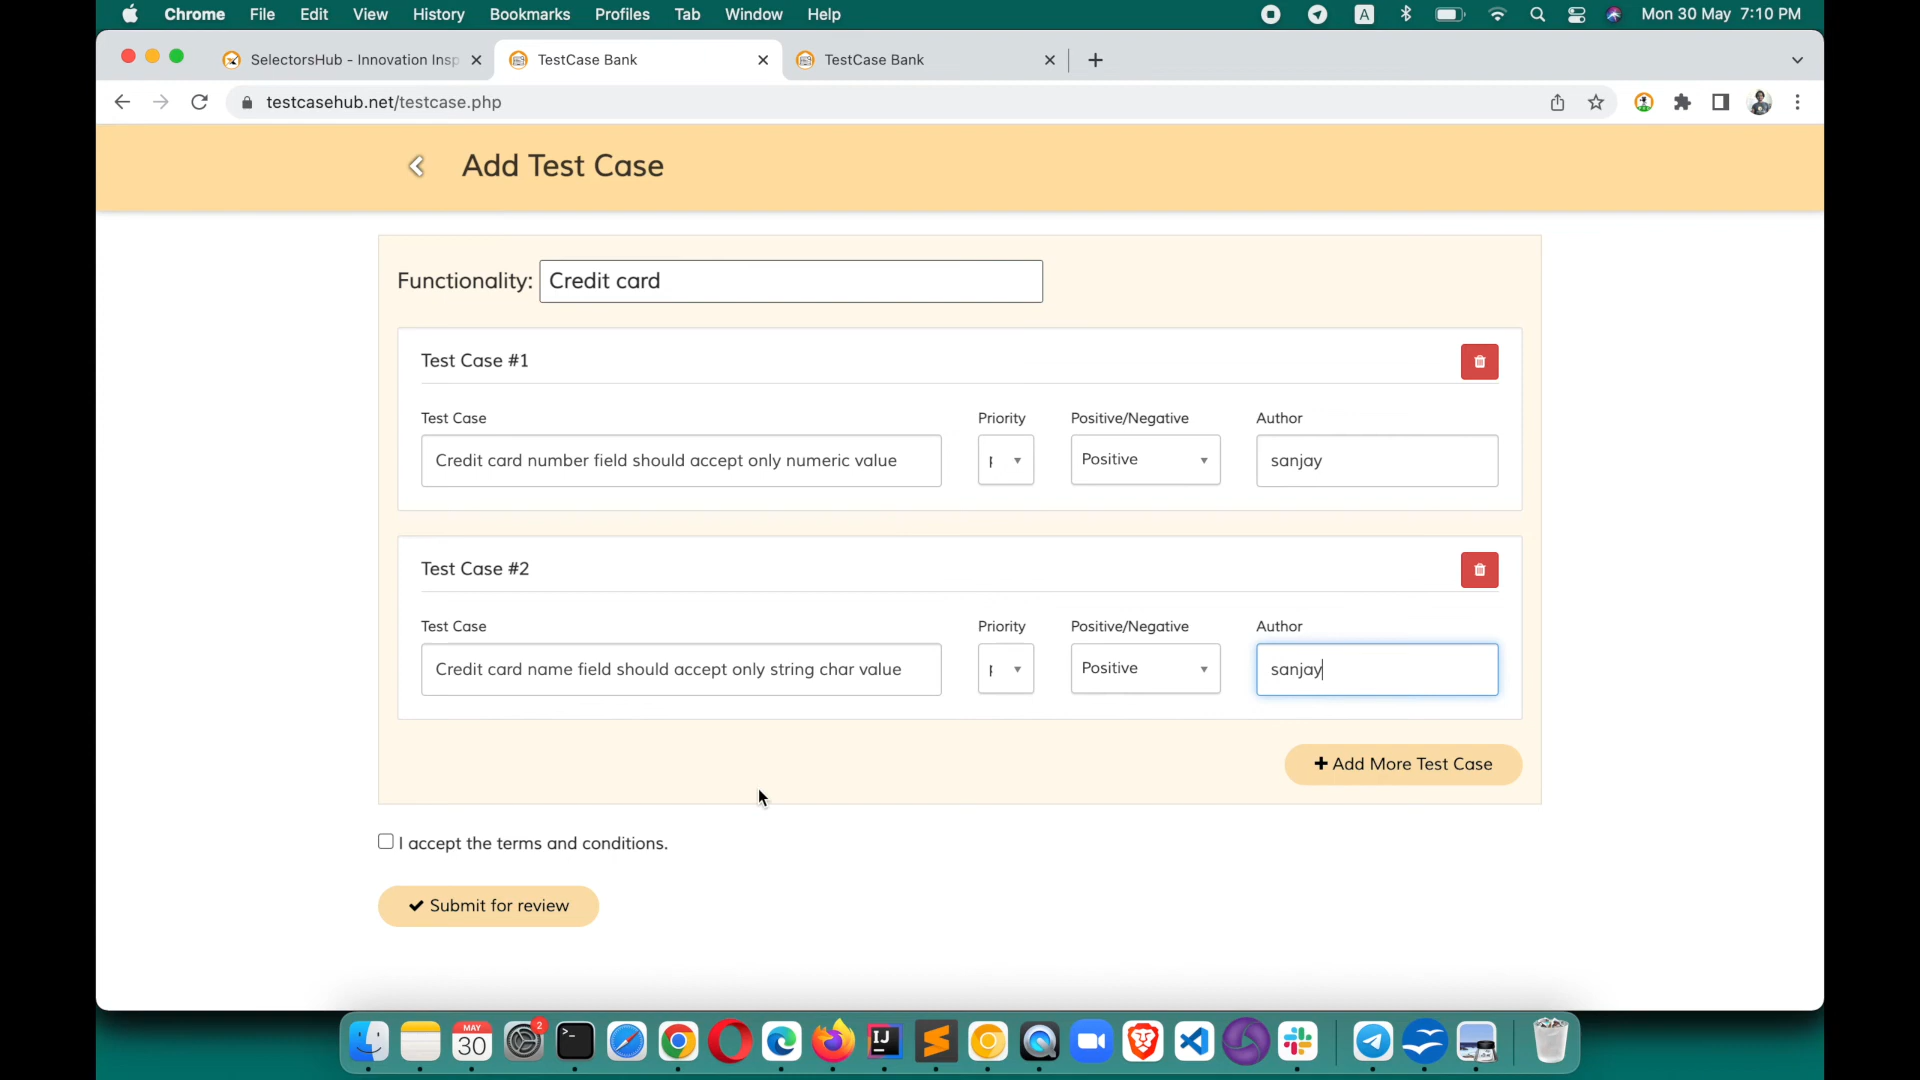 Chrome File Edit View History Bookmarks Profiles Tab Window Help
A
Mon 30 May 7:10 PM
SelectorsHub - Innovation Insp
TestCase Bank
TestCase Bank
testcasehub.net/testcase.php
Add Test Case
Functionality: Credit card
Test Case #1
Test Case Priority Positive/Negative Author
Credit card number field should accept only numeric value Positive sanjay
Test Case #2
Test Case Priority Positive/Negative Author
Credit card name field should accept only string char value Positive sanjay
Add More Test Case
I accept the terms and conditions.
Submit for review
MAY
30
2
IJ